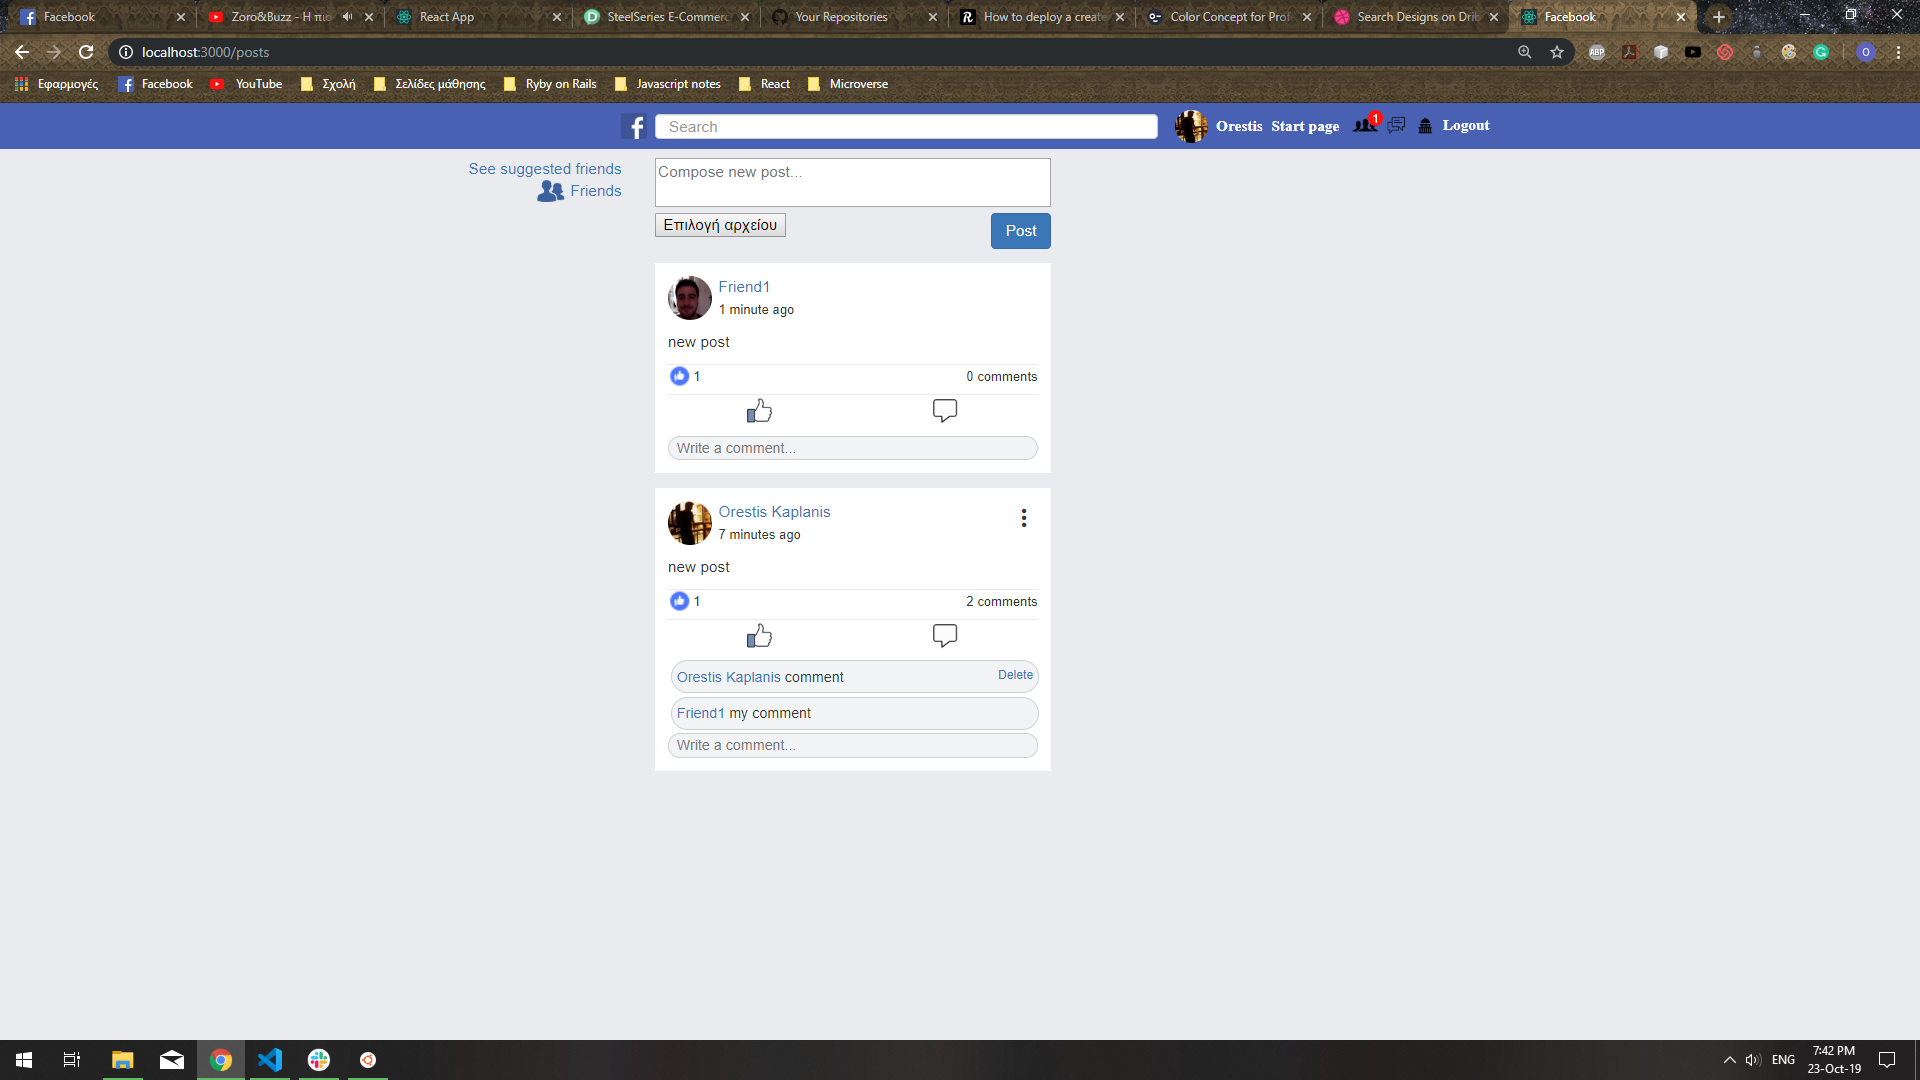 Facebook
Zoro&Buzz - Η πιο
React App
SteelSeries E-Commerc
Your Repositories
How to deploy a create
Color Concept for Profe
Search Designs on Drib
Facebook
localhost:3000/posts
Εφαρμογές
Facebook
YouTube
Σχολή
Σελίδες μάθησης
Ryby on Rails
Javascript notes
React
Microverse
Search
Orestis
Start page
1
Logout
See suggested friends
Friends
Compose new post...
Επιλογή αρχείου
Post
Friend1
1 minute ago
new post
1
0 comments
Write a comment...
Orestis Kaplanis
7 minutes ago
new post
1
2 comments
Orestis Kaplanis comment
Delete
Friend1 my comment
Write a comment...
ENG
7:42 PM
23-Oct-19